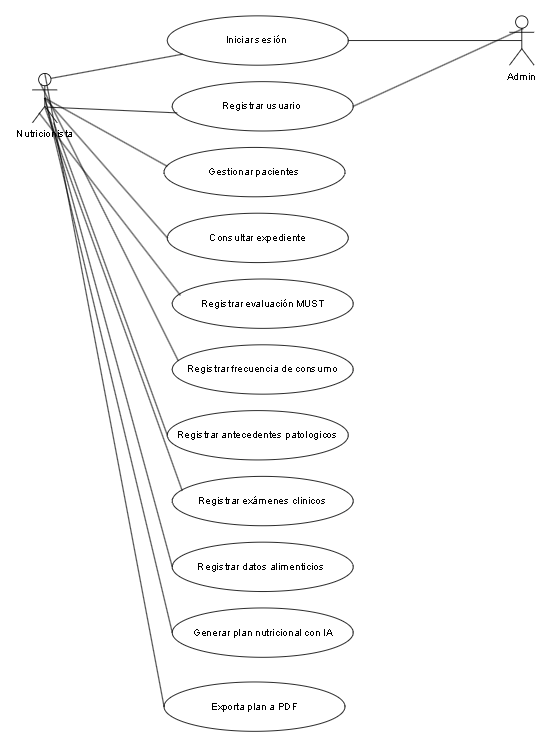 Iniciar sesión
Admin
Registrar usuario
Nutricionista
Gestionar pacientes
Consultar expediente
Registrar evaluación MUST
Registrar frecuencia de consumo
Registrar antecedentes patologicos
Registrar exámenes clinicos
Registrar datos alimenticios
Generar plan nutricional con IA
Exporta plan a PDF